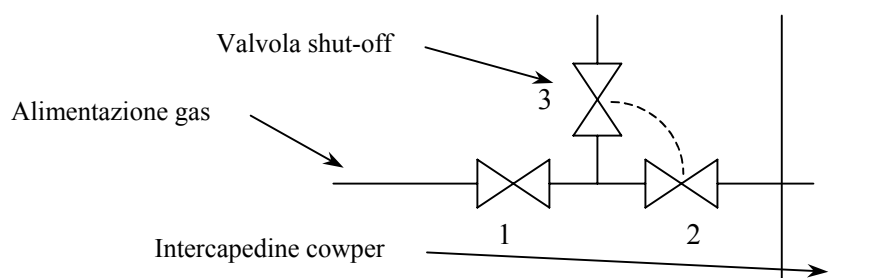 Valvola shut-off
3
Alimentazione gas
1
2
Intercapedine cowper